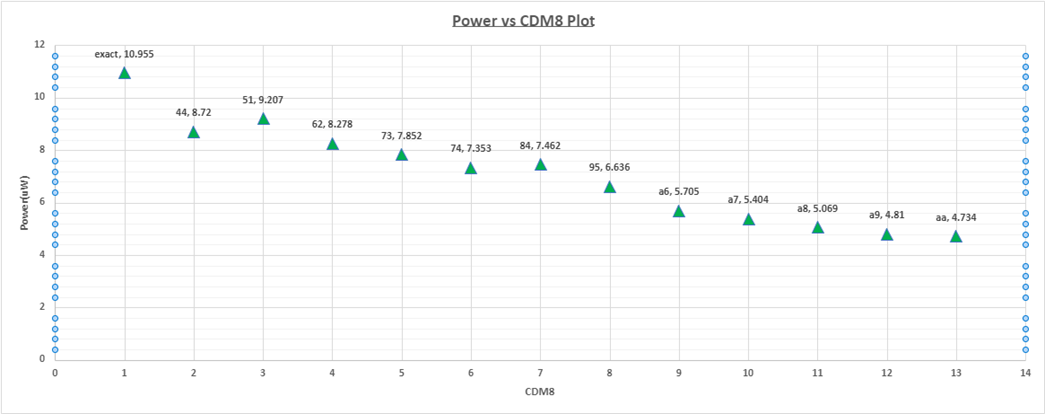 Power vs CDM8 Plot
12
exact, 10.955
10
51, 9.207
44, 8.72
62, 8.278
73, 7.852
84, 7.462
74, 7.353
8
95, 6.636
Power(uW)
6
a6, 5.705
a7, 5.404
a8, 5.069
a9, 4.81
aa, 4.734
4
2
0
0 1 2 3 4 5 6 7 8 9 10 11 12 13 14
CDM8